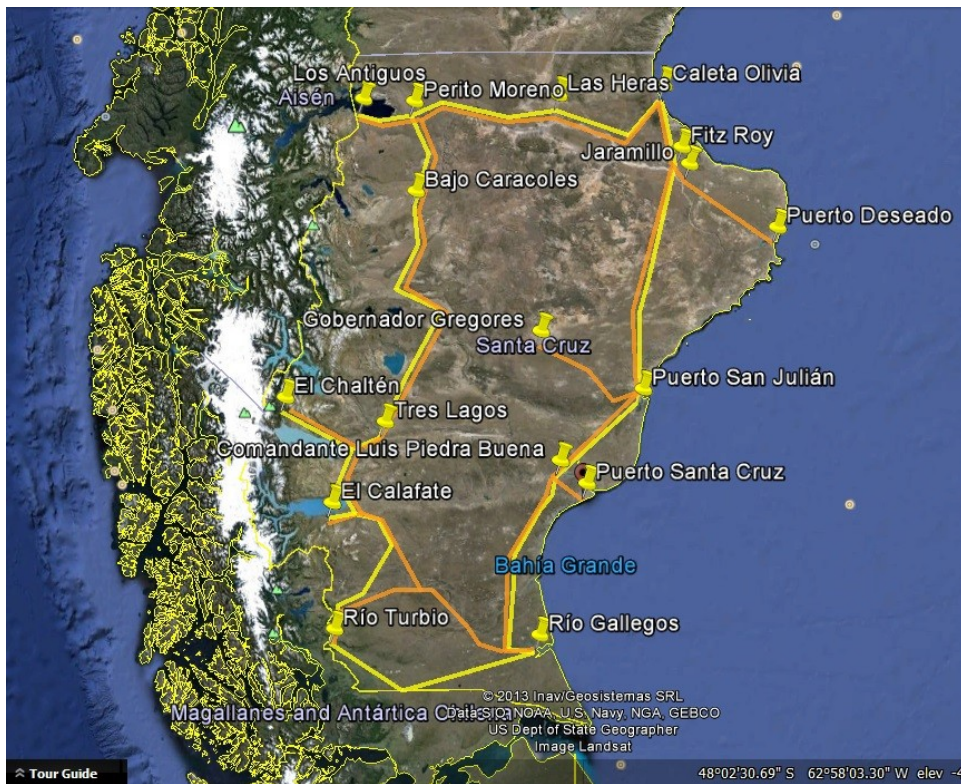 Los Antiguos
Aisén
Perito Moreno
Las Heras
Caleta Olivia
Fitz Roy
Jaramillo
Bajo Caracoles
Puerto Deseado
Gobernador Gregores
Santa Cruz
El Chaltén
Puerto San Julián
Tres Lagos
Comandante Luis Piedra Buena
Puerto Santa Cruz
El Calafate
Bahía Grande
Río Turbio
Río Gallegos
© 2013 Inav/Geosistemas SRL
Magallanes and Antártica
Data SIO, NOAA, U.S. Navy, NGA, GEBCO
US Dept of State Geographer
Image Landsat
Tour Guide
48°02'30.69" S 62°58'03.30" W elev